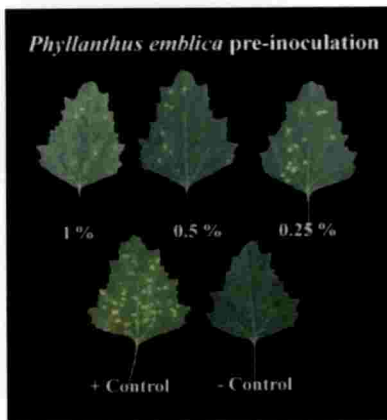 Phyllanthus emblica pre-inoculation
1 % 0.5 % 0.25 %
+ Control - Control